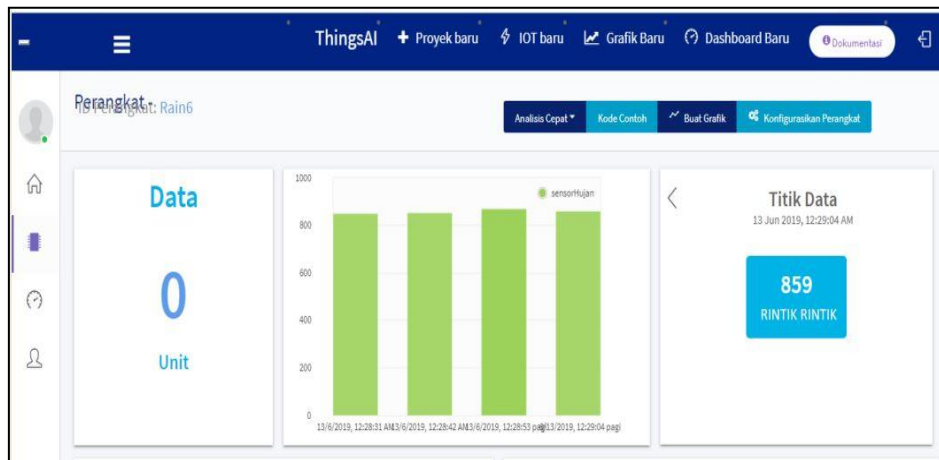 ThingsAI Proyek baru IOT baru Grafik Baru Dashboard Baru Dokumentasi
Perangkat -
ID Perangkat: Rain6
Analisis Cepat Kode Contoh Buat Grafik Konfigurasikan Perangkat
Data
0
Unit
sensorHujan
1000
800
600
400
200
0
13/6/2019, 12:28:31 AM 13/6/2019, 12:28:42 AM 13/6/2019, 12:28:53 pagi 6/13/2019, 12:29:04 pagi
Titik Data
13 Jun 2019, 12:29:04 AM
859
RINTIK RINTIK